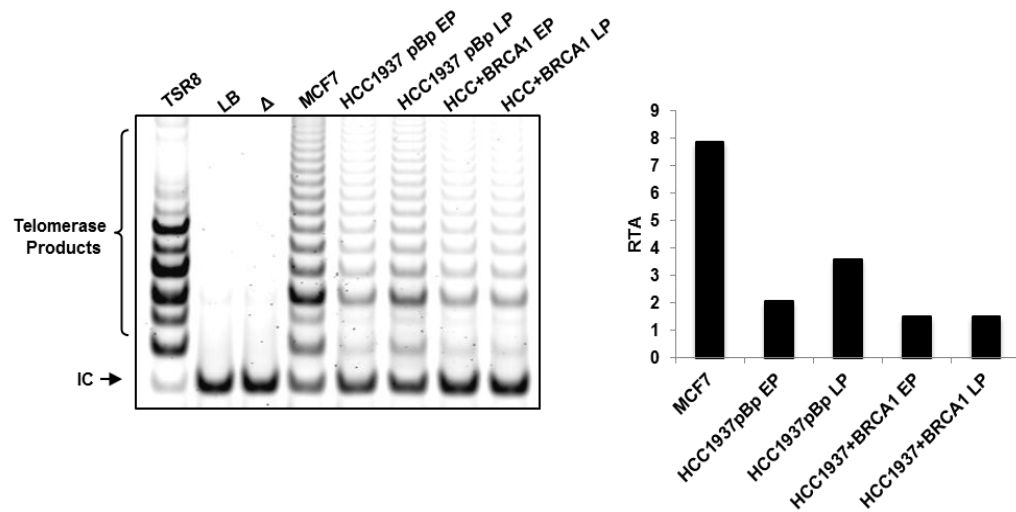 TSR8
LB
Δ
MCF7
HCC1937 pBp EP
HCC1937 pBp LP
HCC+BRCA1 EP
HCC+BRCA1 LP
Telomerase
Products
IC
9
8
7
6
5
4
3
2
1
0
RTA
MCF7
HCC1937pBp EP
HCC1937pBp LP
HCC1937+BRCA1 EP
HCC1937+BRCA1 LP